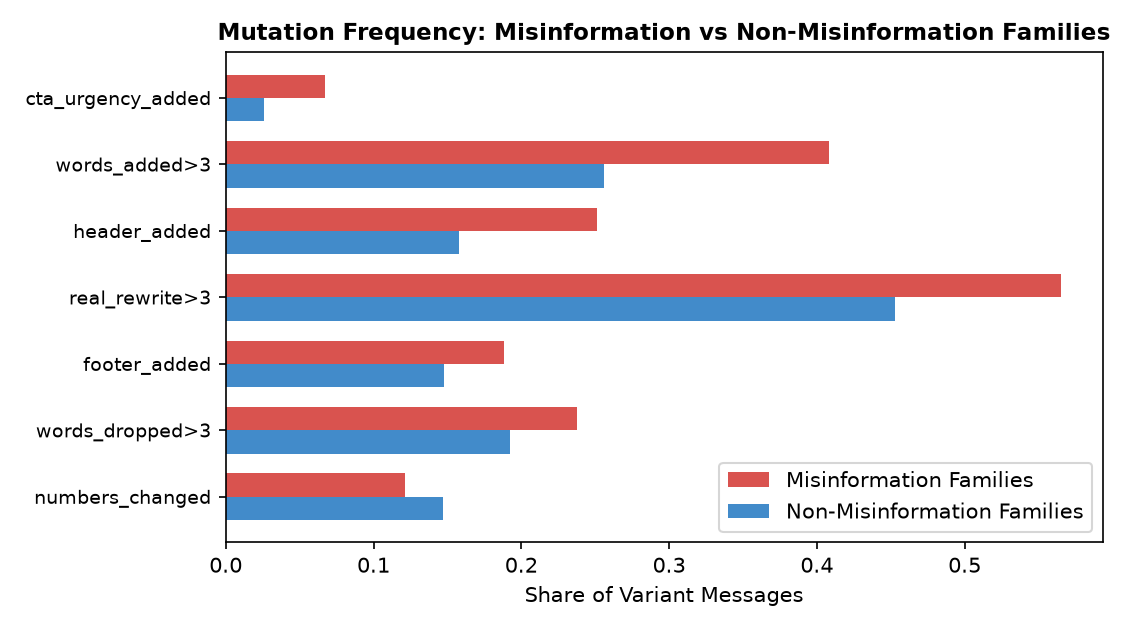 Mutation Frequency: Misinformation vs Non-Misinformation Families
cta_urgency_added
words_added>3
header_added
real_rewrite>3
footer_added
words_dropped>3
numbers_changed
Misinformation Families
Non-Misinformation Families
0.0 0.1 0.2 0.3 0.4 0.5
Share of Variant Messages